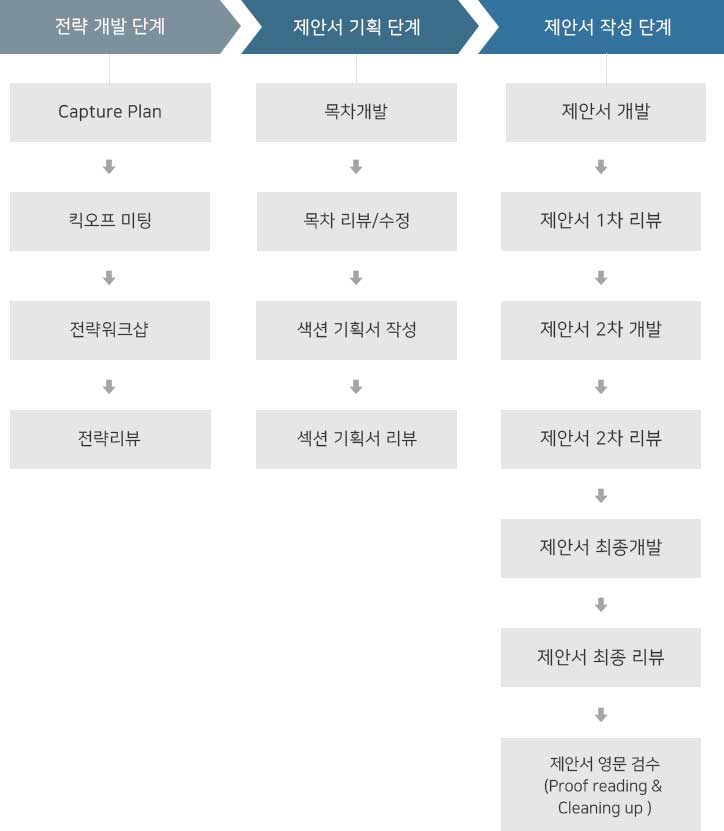 전략 개발 단계
제안서 기획 단계
제안서 작성 단계
Capture Plan
킥오프 미팅
전략워크샵
전략리뷰
목차개발
목차 리뷰/수정
색션 기획서 작성
섹션 기획서 리뷰
제안서 개발
제안서 1차 리뷰
제안서 2차 개발
제안서 2차 리뷰
제안서 최종개발
제안서 최종 리뷰
제안서 영문 검수
(Proof reading &
Cleaning up )